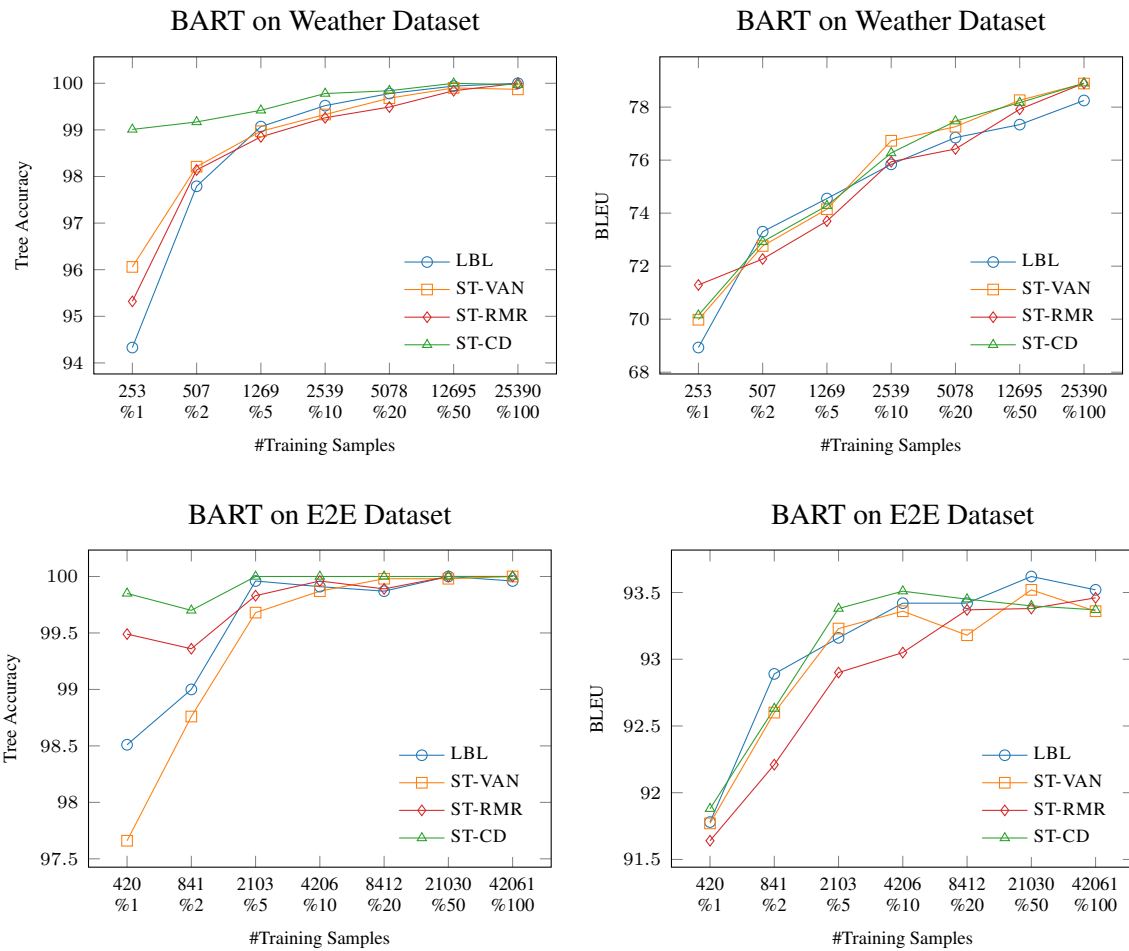 BART on Weather Dataset
100
99
98
97
96
95
94
Tree Accuracy
LBL
ST-VAN
ST-RMR
ST-CD
253 507 1269 2539 5078 12695 25390
%1 %2 %5 %10 %20 %50 %100
#Training Samples
BART on Weather Dataset
78
76
74
72
70
68
BLEU
LBL
ST-VAN
ST-RMR
ST-CD
253 507 1269 2539 5078 12695 25390
%1 %2 %5 %10 %20 %50 %100
#Training Samples
BART on E2E Dataset
100
99.5
99
98.5
98
97.5
Tree Accuracy
LBL
ST-VAN
ST-RMR
ST-CD
420 841 2103 4206 8412 21030 42061
%1 %2 %5 %10 %20 %50 %100
#Training Samples
BART on E2E Dataset
93.5
93
92.5
92
91.5
BLEU
LBL
ST-VAN
ST-RMR
ST-CD
420 841 2103 4206 8412 21030 42061
%1 %2 %5 %10 %20 %50 %100
#Training Samples